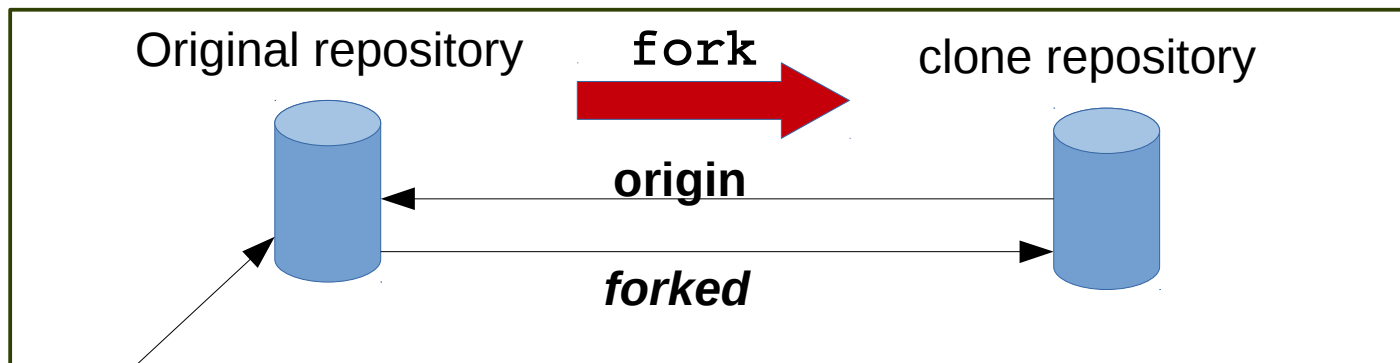 Original repository
fork
clone repository
origin
forked